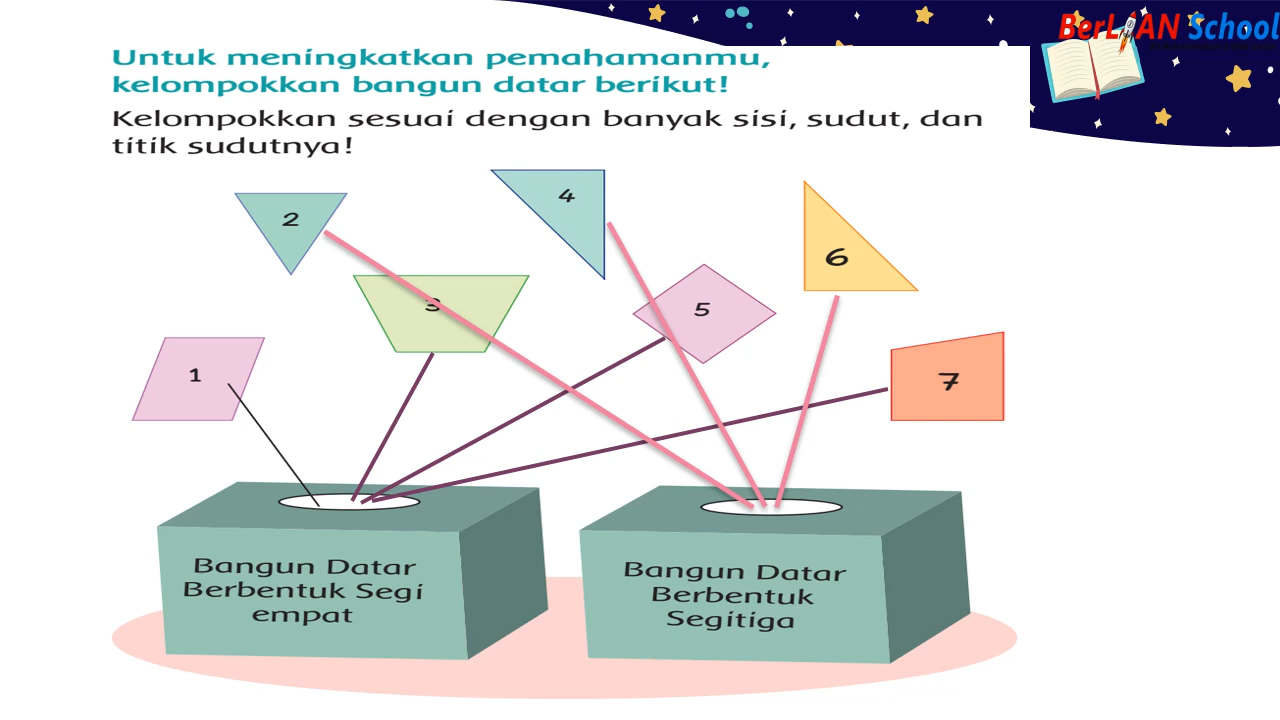 BerLiAN School
Untuk meningkatkan pemahamanmu,
kelompokkan bangun datar berikut!
Kelompokkan sesuai dengan banyak sisi, sudut, dan
titik sudutnya!
4
2
6
3
5
1
7
Bangun Datar
Berbentuk Segi
empat
Bangun Datar
Berbentuk
Segitiga